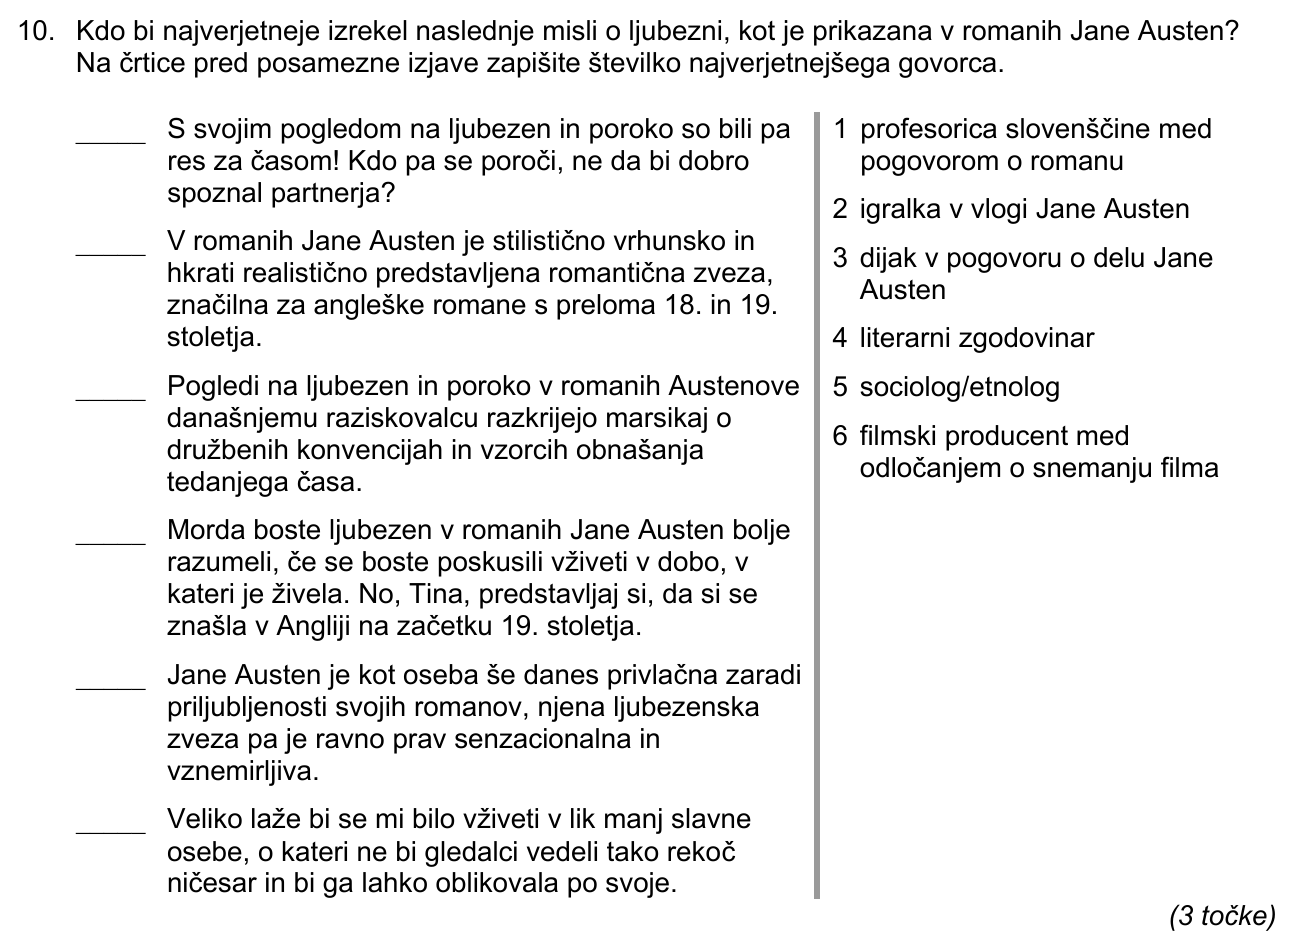 10. Kdo bi najverjetneje izrekel naslednje misli o ljubezni, kot je prikazana v romanih Jane Austen?
Na črtice pred posamezne izjave zapišite številko najverjetnejšega govorca.
_____ S svojim pogledom na ljubezen in poroko so bili pa
res za časom! Kdo pa se poroči, ne da bi dobro
spoznal partnerja?
_____ V romanih Jane Austen je stilistično vrhunsko in
hkrati realistično predstavljena romantična zveza,
značilna za angleške romane s preloma 18. in 19.
stoletja.
_____ Pogledi na ljubezen in poroko v romanih Austenove
današnjemu raziskovalcu razkrijejo marsikaj o
družbenih konvencijah in vzorcih obnašanja
tedanjega časa.
_____ Morda boste ljubezen v romanih Jane Austen bolje
razumeli, če se boste poskusili vživeti v dobo, v
kateri je živela. No, Tina, predstavljaj si, da si se
znašla v Angliji na začetku 19. stoletja.
_____ Jane Austen je kot oseba še danes privlačna zaradi
priljubljenosti svojih romanov, njena ljubezenska
zveza pa je ravno prav senzacionalna in
vznemirljiva.
_____ Veliko laže bi se mi bilo vživeti v lik manj slavne
osebe, o kateri ne bi gledalci vedeli tako rekoč
ničesar in bi ga lahko oblikovala po svoje.
1 profesorica slovenščine med
pogovorom o romanu
2 igralka v vlogi Jane Austen
3 dijak v pogovoru o delu Jane
Austen
4 literarni zgodovinar
5 sociolog/etnolog
6 filmski producent med
odločanjem o snemanju filma
(3 točke)